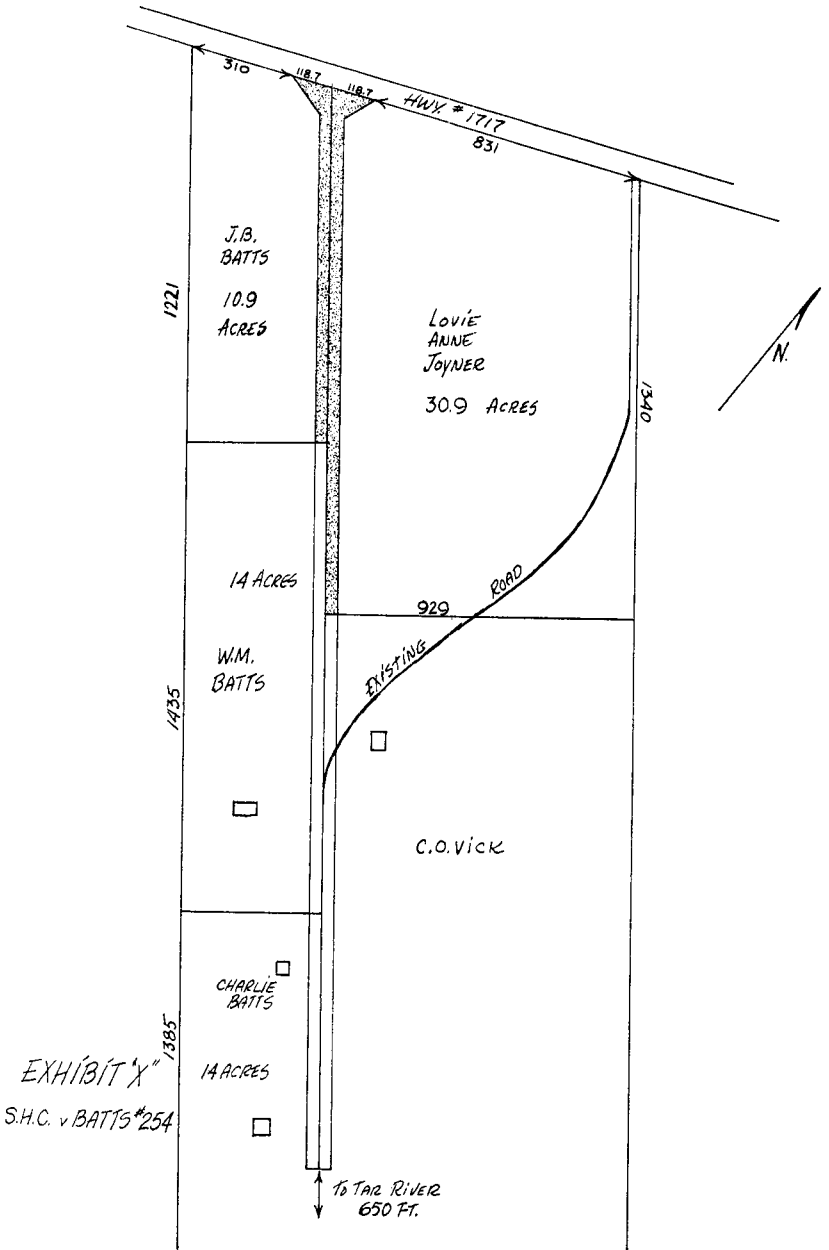 310
118.7
118.7
HWY. # 1717
831
J.B.
BATTS
10.9
ACRES
1221
LOVIE
ANNE
JOYNER
30.9 ACRES
N.
1340
14 ACRES
W.M.
BATTS
1435
929
EXISTING ROAD
C.O. VICK
CHARLIE
BATTS
14 ACRES
1385
EXHIBIT "X"
S.H.C. v BATTS #254
TO TAR RIVER
650 FT.